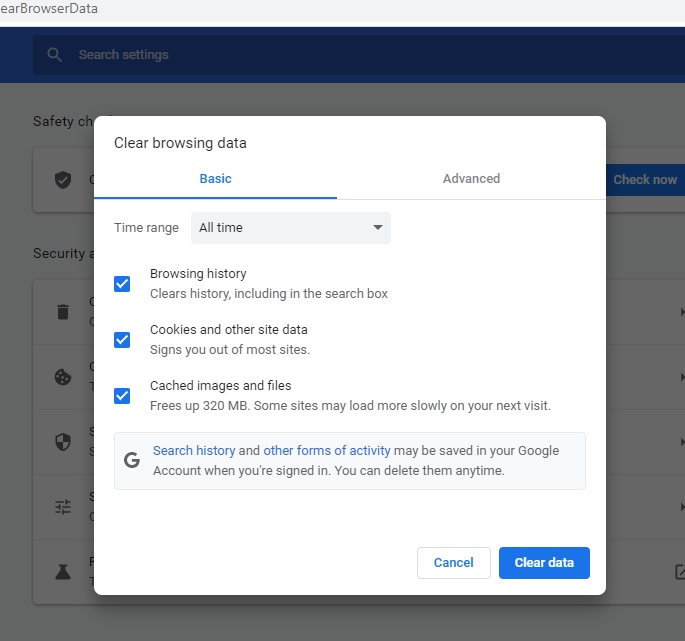 earBrowserData
Search settings
Safety ch
Clear browsing data
Basic
Advanced
Check now
Time range
All time
Security a
Browsing history
Clears history, including in the search box
Cookies and other site data
Signs you out of most sites.
Cached images and files
Frees up 320 MB. Some sites may load more slowly on your next visit.
Search history and other forms of activity may be saved in your Google
Account when you're signed in. You can delete them anytime.
Cancel
Clear data